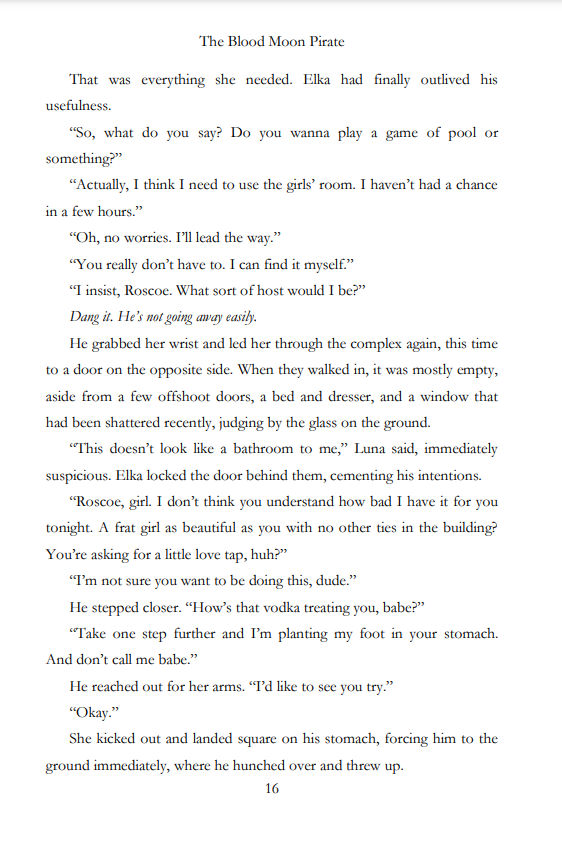 The Blood Moon Pirate
That was everything she needed. Elka had finally outlived his
usefulness.
“So, what do you say? Do you wanna play a game of pool or
something?”
“Actually, I think I need to use the girls’ room. I haven’t had a chance
in a few hours.”
“Oh, no worries. I’ll lead the way.”
“You really don’t have to. I can find it myself.”
“I insist, Roscoe. What sort of host would I be?”
Dang it. He’s not going away easily.
He grabbed her wrist and led her through the complex again, this time
to a door on the opposite side. When they walked in, it was mostly empty,
aside from a few offshoot doors, a bed and dresser, and a window that
had been shattered recently, judging by the glass on the ground.
“This doesn’t look like a bathroom to me,” Luna said, immediately
suspicious. Elka locked the door behind them, cementing his intentions.
“Roscoe, girl. I don’t think you understand how bad I have it for you
tonight. A frat girl as beautiful as you with no other ties in the building?
You’re asking for a little love tap, huh?”
“I’m not sure you want to be doing this, dude.”
He stepped closer. “How’s that vodka treating you, babe?”
“Take one step further and I’m planting my foot in your stomach.
And don’t call me babe.”
He reached out for her arms. “I’d like to see you try.”
“Okay.”
She kicked out and landed square on his stomach, forcing him to the
ground immediately, where he hunched over and threw up.
16